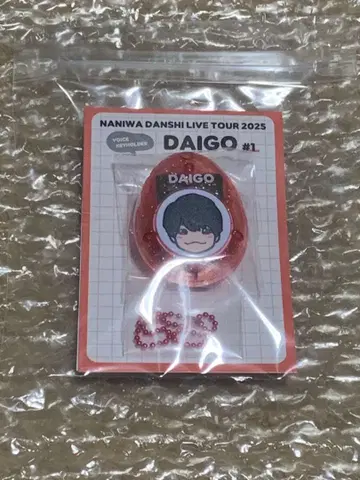 NANIWA DANSHI LIVE TOUR 2025
VOICE
KEYHOLDER
DAIGO #1
DAIGO